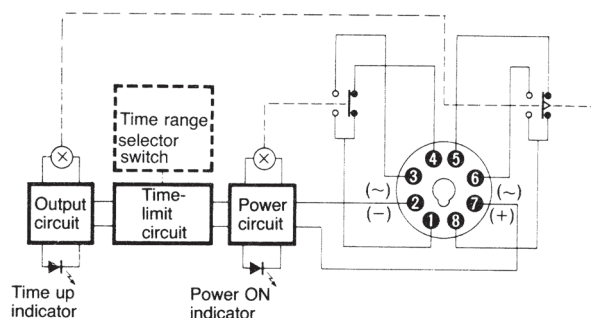 Time range
selector
switch
Output
circuit
Time-
limit
circuit
Power
circuit
Time up
indicator
Power ON
indicator
4 5
3 6
(~) (~)
2 7
(−) (+)
1 8